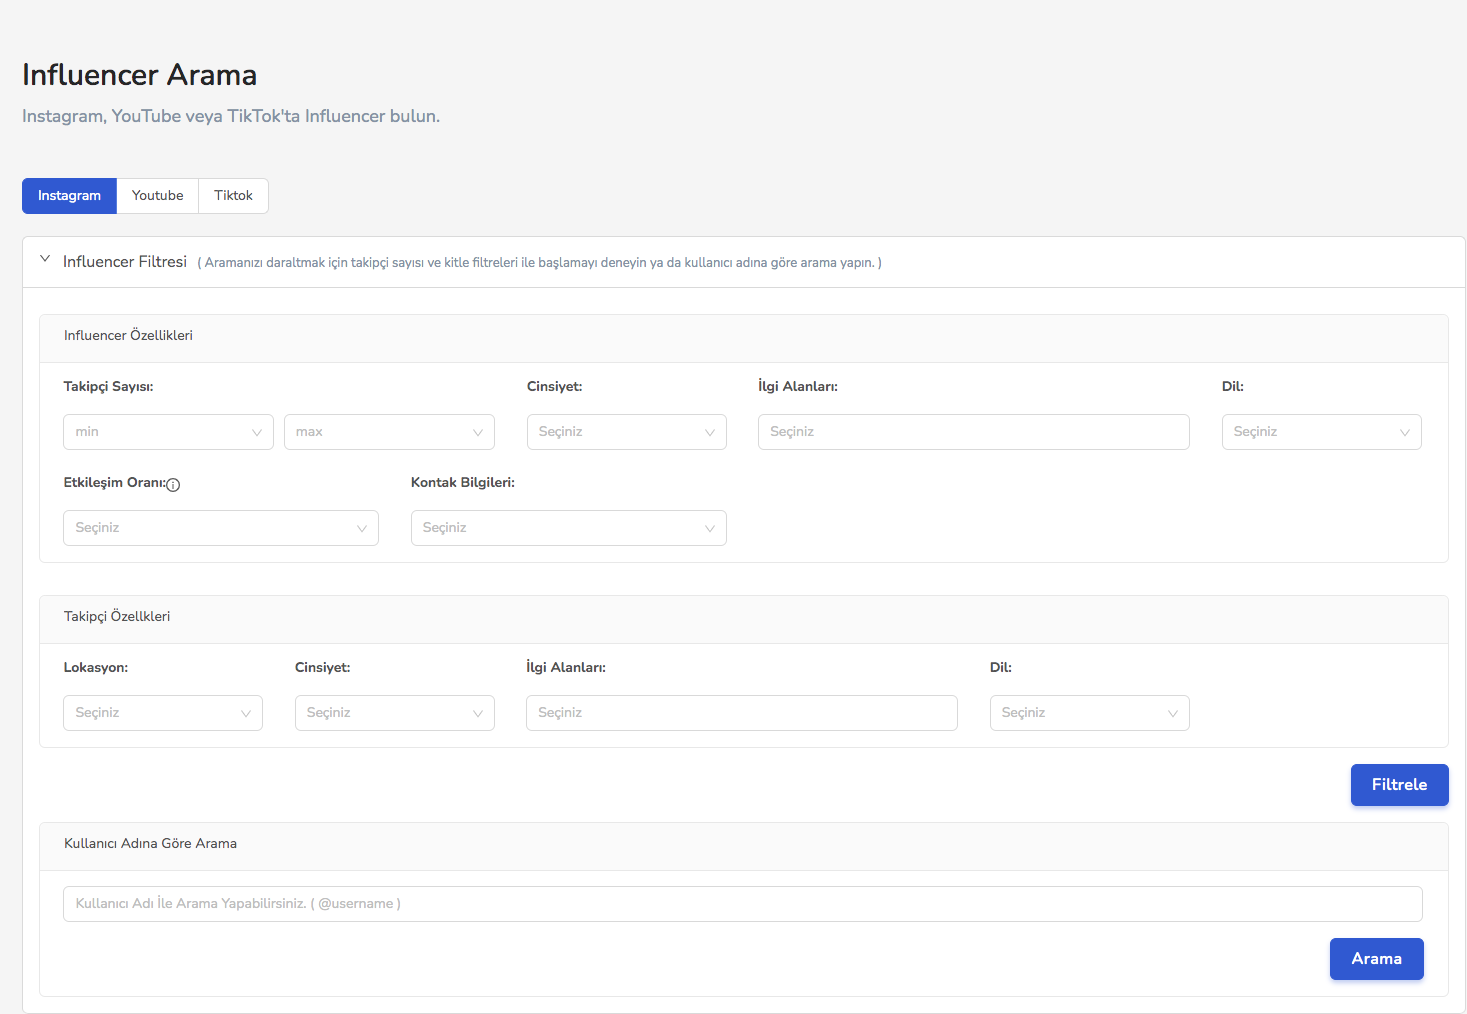 Influencer Arama
Instagram, YouTube veya TikTok'ta Influencer bulun.
Instagram Youtube Tiktok
Influencer Filtresi ( Aramanızı daraltmak için takipçi sayısı ve kitle filtreleri ile başlamayı deneyin ya da kullanıcı adına göre arama yapın. )
Influencer Özellikleri
Takipçi Sayısı: Cinsiyet: İlgi Alanları: Dil:
min max Seçiniz Seçiniz Seçiniz
Etkileşim Oranı: Kontak Bilgileri:
Seçiniz Seçiniz
Takipçi Özellkleri
Lokasyon: Cinsiyet: İlgi Alanları: Dil:
Seçiniz Seçiniz Seçiniz Seçiniz
Filtrele
Kullanıcı Adına Göre Arama
Kullanıcı Adı İle Arama Yapabilirsiniz. ( @username )
Arama